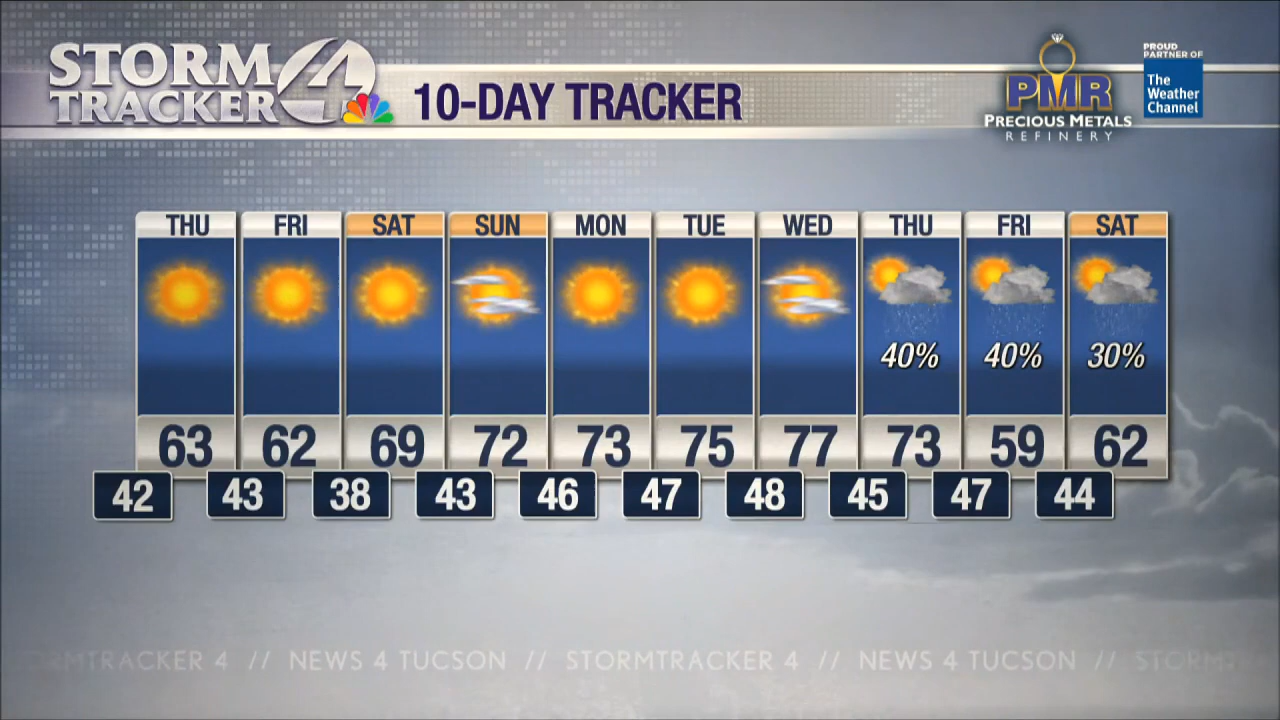 STORM
TRACKER 4
10-DAY TRACKER
PMR
PRECIOUS METALS
REFINERY
PROUD
PARTNER OF
The
Weather
Channel
THU FRI SAT SUN MON TUE WED THU FRI SAT
40% 40% 30%
63 62 69 72 73 75 77 73 59 62
42 43 38 43 46 47 48 45 47 44
RMTRACKER 4 // NEWS 4 TUCSON // STORMTRACKER 4 // NEWS 4 TUCSON // STORM